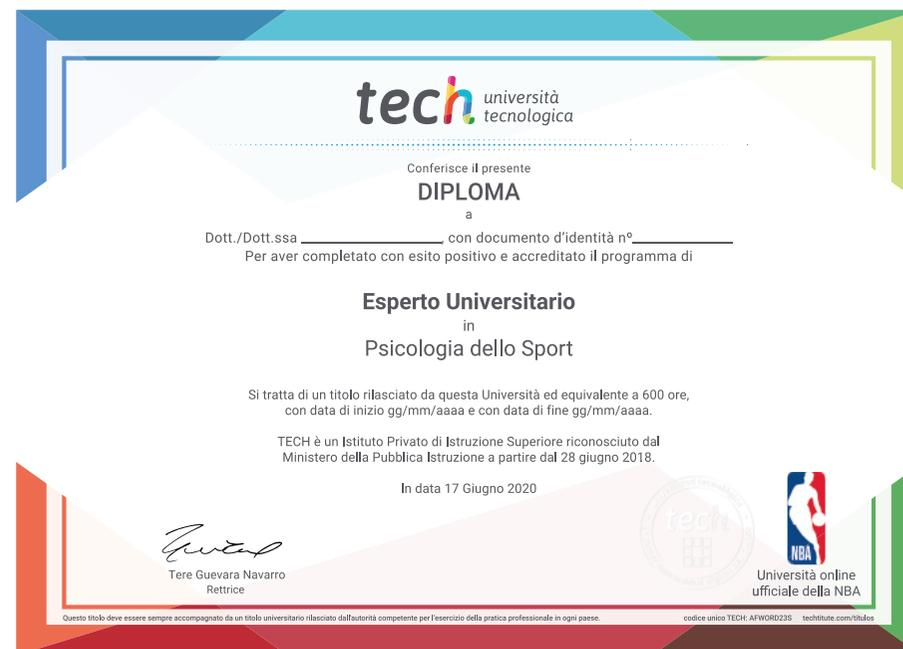 tech università
tecnologica
Conferisce il presente
DIPLOMA
a
Dott./Dott.ssa ________________, con documento d'identità nº____________
Per aver completato con esito positivo e accreditato il programma di
Esperto Universitario
in
Psicologia dello Sport
Si tratta di un titolo rilasciato da questa Università ed equivalente a 600 ore,
con data di inizio gg/mm/aaaa e con data di fine gg/mm/aaaa.
TECH è un Istituto Privato di Istruzione Superiore riconosciuto dal
Ministero della Pubblica Istruzione a partire dal 28 giugno 2018.
In data 17 Giugno 2020
tech
NBA
Tere Guevara Navarro
Rettrice
Università online
ufficiale della NBA
Questo titolo deve essere sempre accompagnato da un titolo universitario rilasciato dall'autorità competente per l'esercizio della pratica professionale in ogni paese.
codice unico TECH: AFWORD23S techtitute.com/titulos